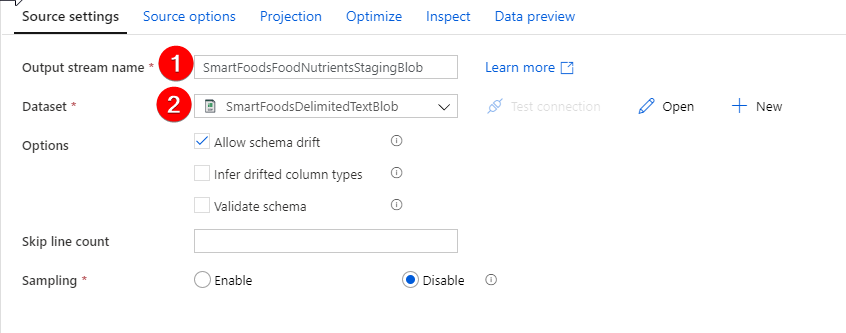 Source settings Source options Projection Optimize Inspect Data preview
Output stream name * 1 SmartFoodsFoodNutrientsStagingBlob Learn more
Dataset * 2 SmartFoodsDelimitedTextBlob Test connection Open New
Options Allow schema drift
Infer drifted column types
Validate schema
Skip line count
Sampling * Enable Disable